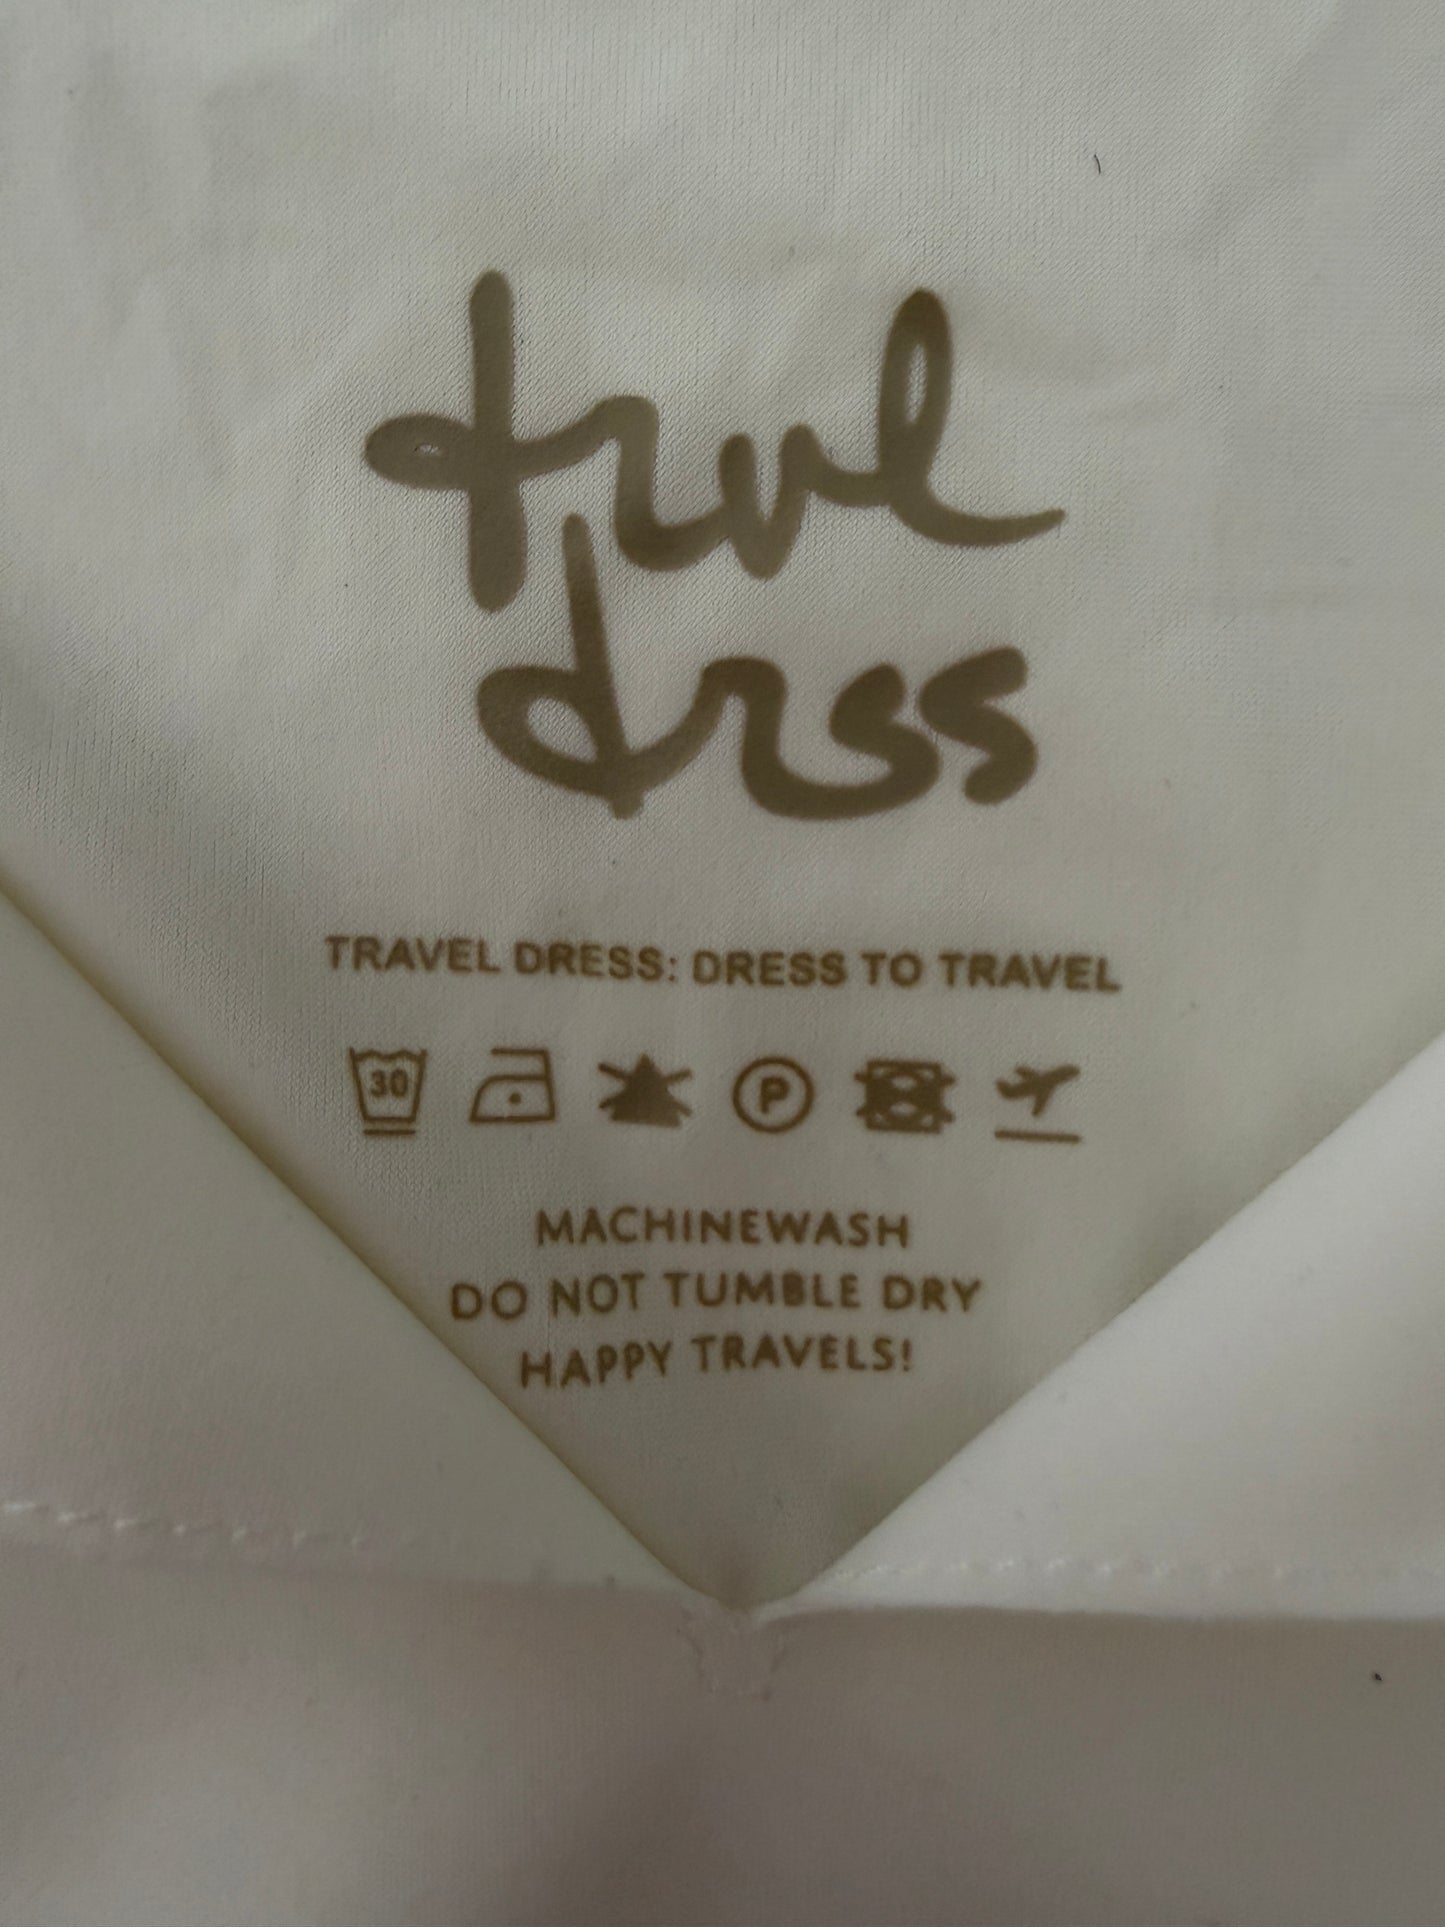 trvl
drss
TRAVEL DRESS: DRESS TO TRAVEL
30 P
MACHINEWASH
DO NOT TUMBLE DRY
HAPPY TRAVELS!